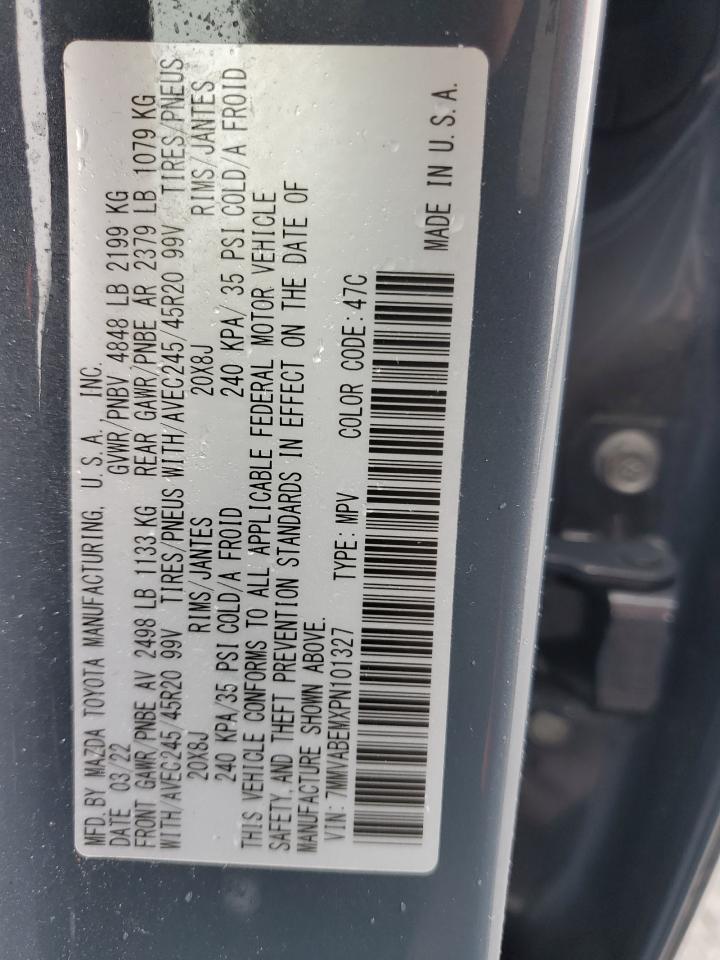 MFD. BY MAZDA TOYOTA MANUFACTURING, U.S.A., INC.
DATE 03/22 GVWR/PNBV 4848 LB 2199 KG
FRONT GAWR/PNBE AV 2498 LB 1133 KG REAR GAWR/PNBE AR 2379 LB 1079 KG
WITH/AVEC245/45R20 99V TIRES/PNEUS WITH/AVEC245/45R20 99V TIRES/PNEUS
20X8J RIMS/JANTES 20X8J RIMS/JANTES
240 KPA/35 PSI COLD/A FROID 240 KPA/ 35 PSI COLD/A FROID
THIS VEHICLE CONFORMS TO ALL APPLICABLE FEDERAL MOTOR VEHICLE
SAFETY AND THEFT PREVENTION STANDARDS IN EFFECT ON THE DATE OF
MANUFACTURE SHOWN ABOVE.
VIN: 7MMVABEMXPN101327 TYPE: MPV COLOR CODE: 47C
MADE IN U.S.A.